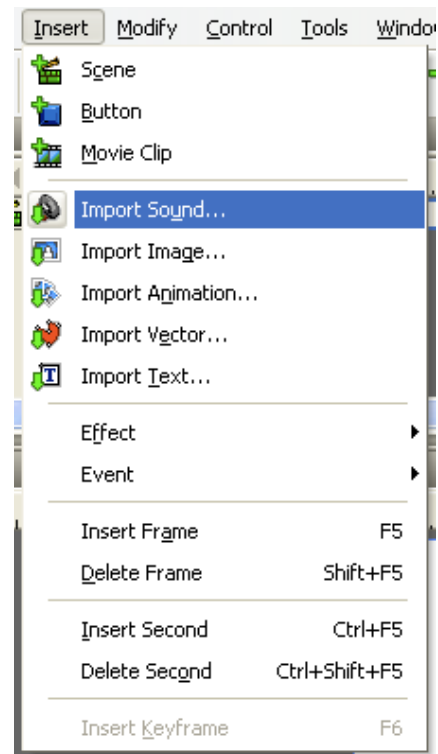 Insert Modify Control Tools Windo
Scene
Button
Movie Clip
Import Sound...
Import Image...
Import Animation...
Import Vector...
Import Text...
Effect
Event
Insert Frame F5
Delete Frame Shift+F5
Insert Second Ctrl+F5
Delete Second Ctrl+Shift+F5
Insert Keyframe F6